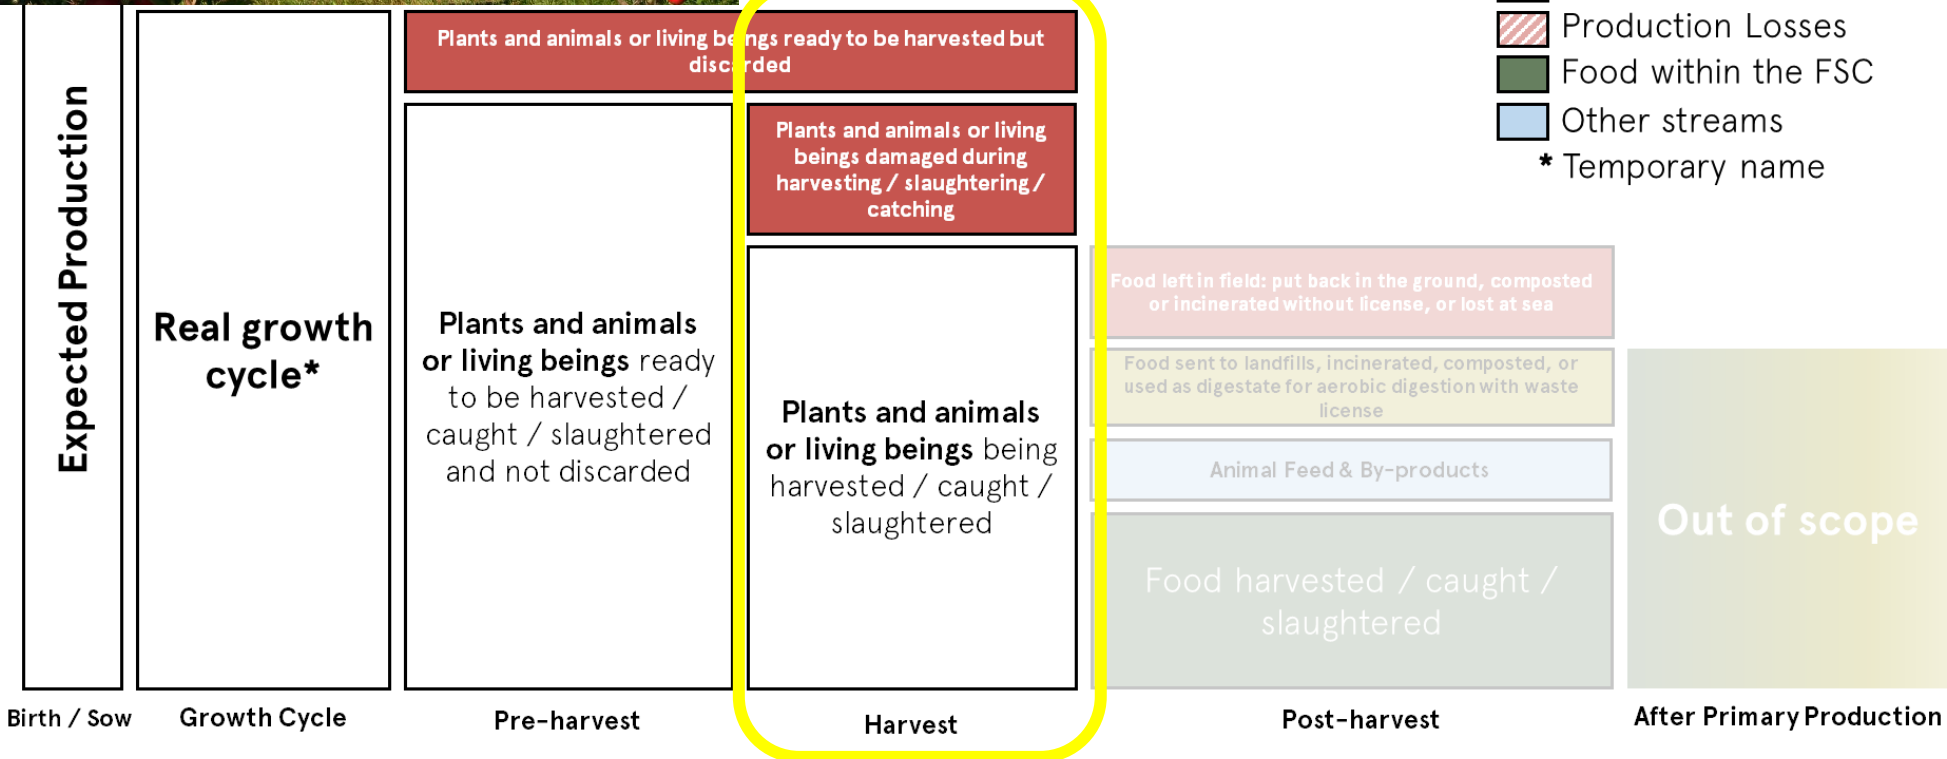 Plants and animals or living beings ready to be harvested but
discarded
Production Losses
Food within the FSC
Other streams
* Temporary name
Expected Production
Real growth
cycle*
Plants and animals
or living beings ready
to be harvested /
caught / slaughtered
and not discarded
Plants and animals or living
beings damaged during
harvesting / slaughtering /
catching
Plants and animals
or living beings being
harvested / caught /
slaughtered
Food left in field: put back in the ground, composted
or incinerated without license, or lost at sea
Food sent to landfills, incinerated, composted, or
used as digestate for aerobic digestion with waste
license
Animal Feed & By-products
Food harvested / caught /
slaughtered
Out of scope
Birth / Sow
Growth Cycle
Pre-harvest
Harvest
Post-harvest
After Primary Production